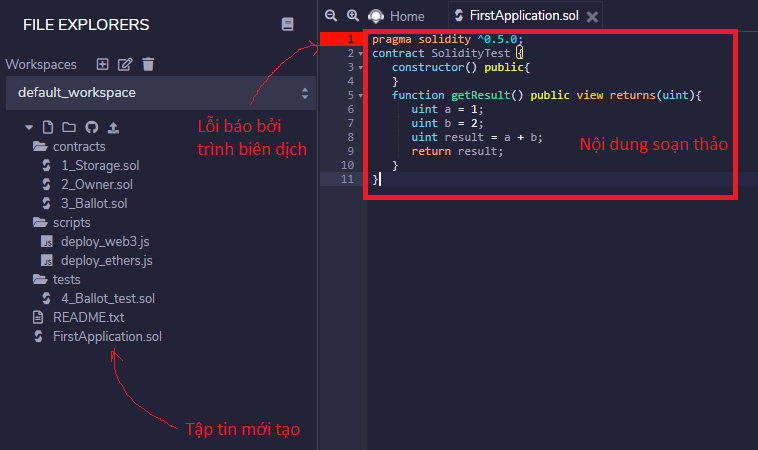 FILE EXPLORERS
Workspaces
default_workspace
contracts
1_Storage.sol
2_Owner.sol
3_Ballot.sol
scripts
JS deploy_web3.js
JS deploy_ethers.js
tests
4_Ballot_test.sol
README.txt
FirstApplication.sol
Lỗi báo bởi
trình biên dịch
Tập tin mới tạo
Home
FirstApplication.sol
1 pragma solidity ^0.5.0;
2 contract SolidityTest {
3 constructor() public{
4 }
5 function getResult() public view returns(uint){
6 uint a = 1;
7 uint b = 2;
8 uint result = a + b;
9 return result;
10 }
11 }
Nội dung soạn thảo